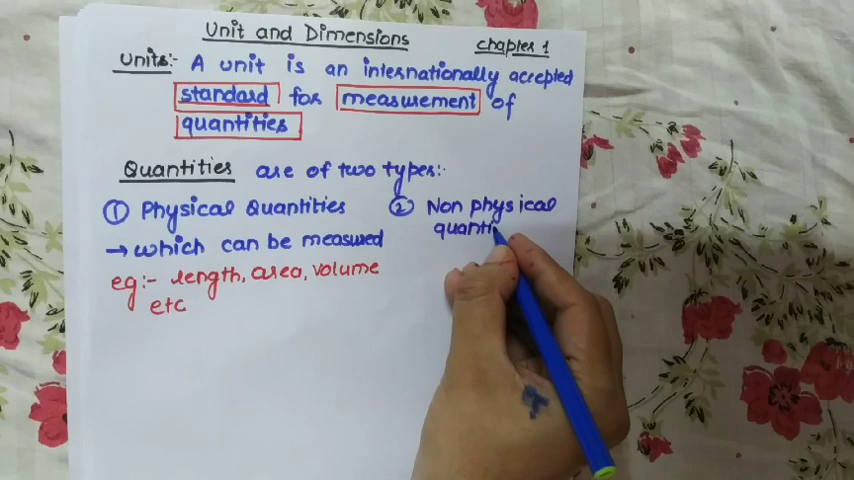 Unit and Dimensions
Chapter 1
Units:- A unit is an internationally accepted
standard for measurement of
quantities
Quantities are of two types:-
① Physical Quantities
② Non physical
quanti
→ which can be measured
eg:- length, area, volume
etc